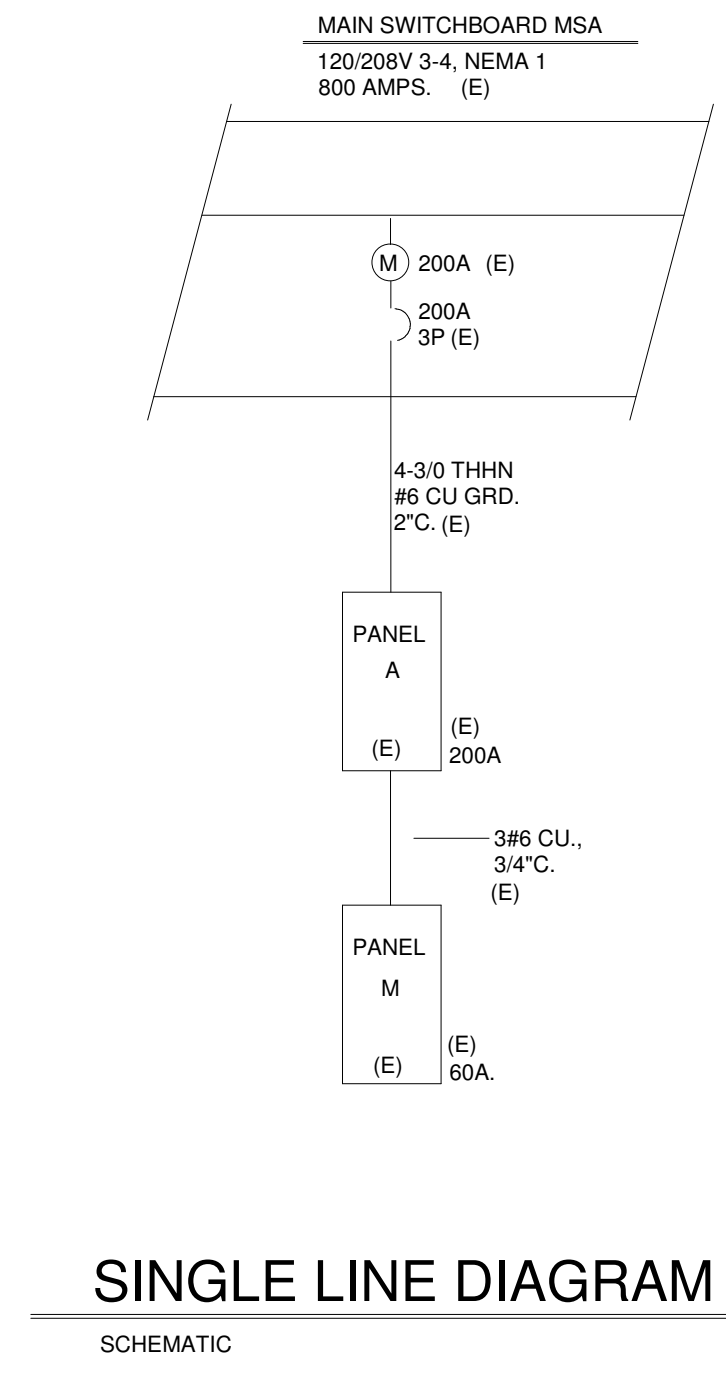 MAIN SWITCHBOARD MSA
120/208V 3-4, NEMA 1
800 AMPS. (E)
M 200A (E)
200A
3P (E)
4-3/0 THHN
#6 CU GRD.
2"C. (E)
PANEL
A
(E)
(E)
200A
3#6 CU.,
3/4"C.
(E)
PANEL
M
(E)
(E)
60A.
SINGLE LINE DIAGRAM
SCHEMATIC